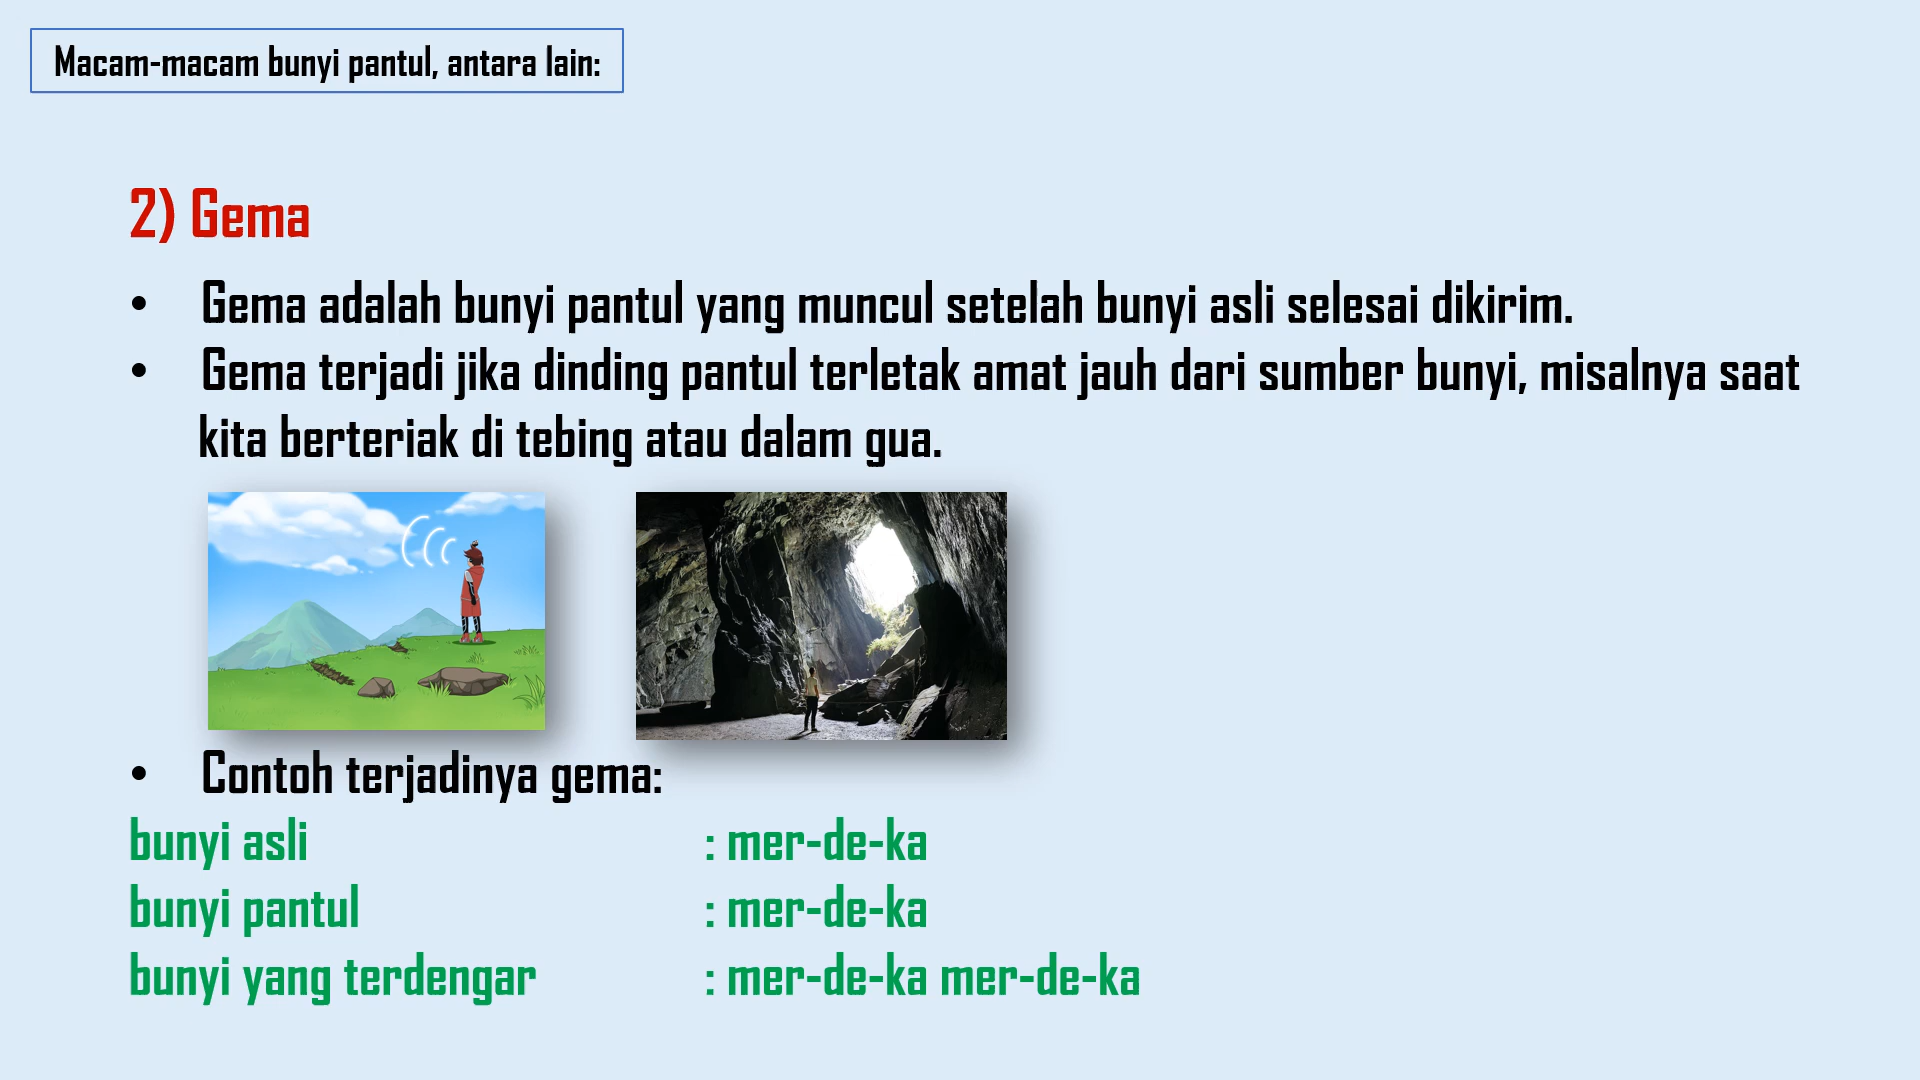 Macam-macam bunyi pantul, antara lain:
2) Gema
• Gema adalah bunyi pantul yang muncul setelah bunyi asli selesai dikirim.
• Gema terjadi jika dinding pantul terletak amat jauh dari sumber bunyi, misalnya saat
kita berteriak di tebing atau dalam gua.
• Contoh terjadinya gema:
bunyi asli : mer-de-ka
bunyi pantul : mer-de-ka
bunyi yang terdengar : mer-de-ka mer-de-ka